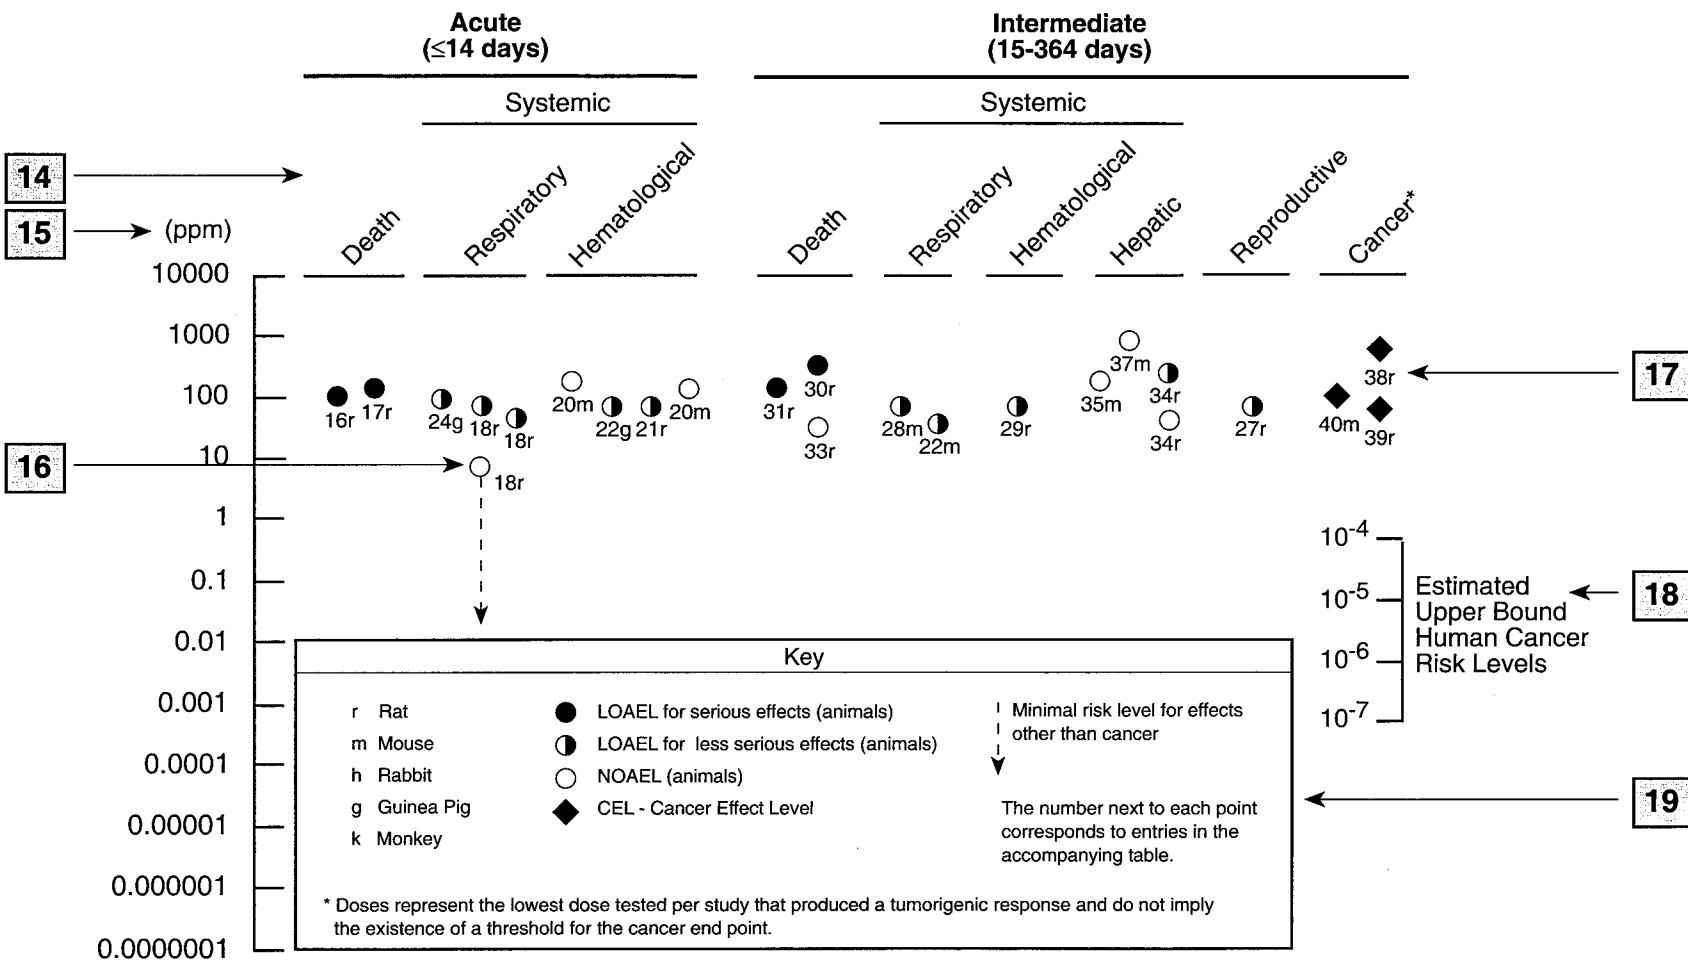 Acute
(≤14 days)
Intermediate
(15-364 days)
Systemic
Systemic
14
15
(ppm)
Death
Respiratory
Hematological
Death
Respiratory
Hematological
Hepatic
Reproductive
Cancer*
10000
1000
100
10
1
0.1
0.01
0.001
0.0001
0.00001
0.000001
0.0000001
16r
17r
24g
18r
18r
20m
22g
21r
20m
31r
30r
33r
28m
22m
29r
37m
35m
34r
34r
27r
40m
38r
39r
17
16
18r
10-4
10-5
10-6
10-7
Estimated
Upper Bound
Human Cancer
Risk Levels
18
Key
r Rat
m Mouse
h Rabbit
g Guinea Pig
k Monkey
LOAEL for serious effects (animals)
LOAEL for less serious effects (animals)
NOAEL (animals)
CEL - Cancer Effect Level
Minimal risk level for effects
other than cancer
The number next to each point
corresponds to entries in the
accompanying table.
19
* Doses represent the lowest dose tested per study that produced a tumorigenic response and do not imply
the existence of a threshold for the cancer end point.